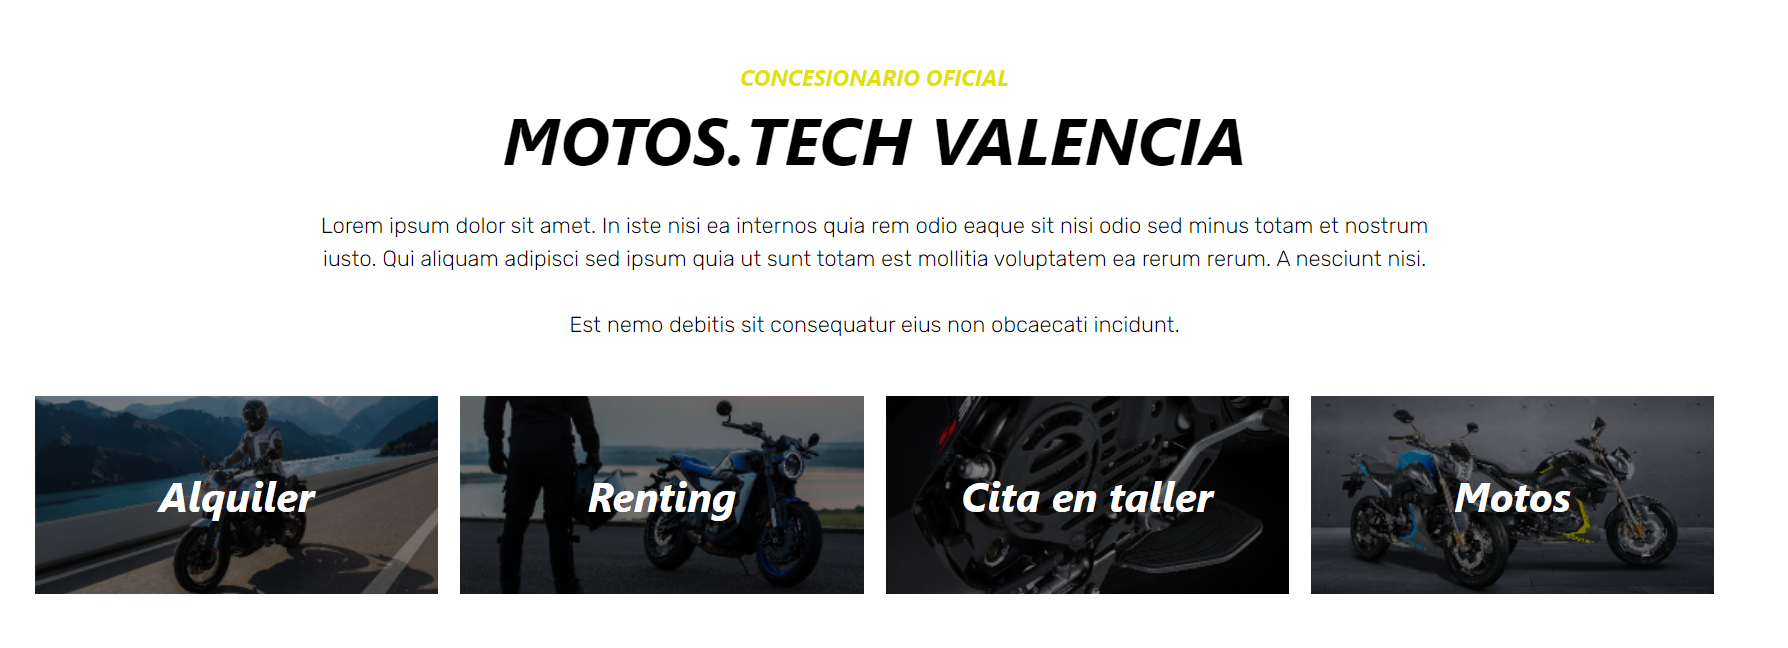 CONCESIONARIO OFICIAL
MOTOS.TECH VALENCIA
Lorem ipsum dolor sit amet. In iste nisi ea internos quia rem odio eaque sit nisi odio sed minus totam et nostrum
iusto. Qui aliquam adipisci sed ipsum quia ut sunt totam est mollitia voluptatem ea rerum rerum. A nesciunt nisi.
Est nemo debitis sit consequatur eius non obcaecati incidunt.
Alquiler
Renting
Cita en taller
Motos